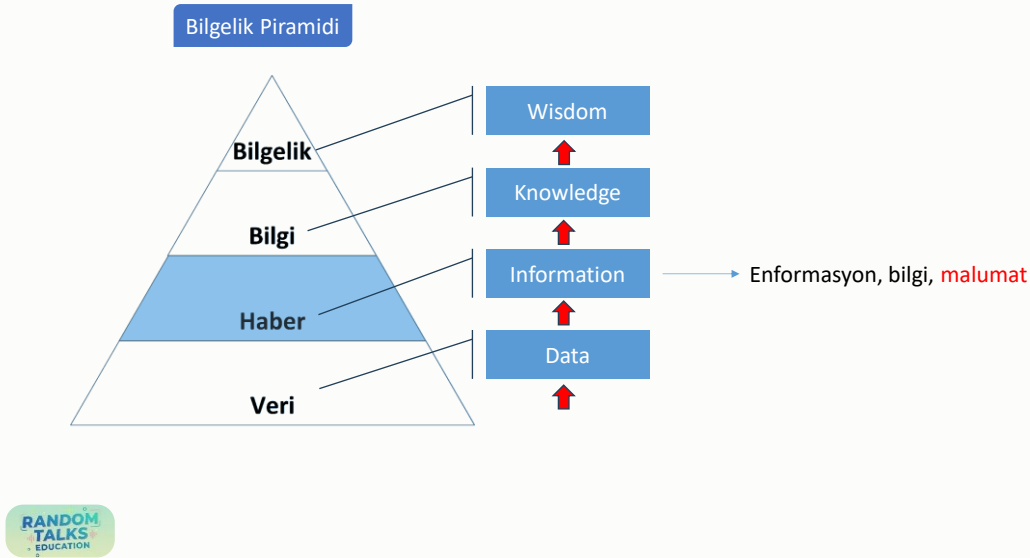 Bilgelik Piramidi
Bilgelik
Bilgi
Haber
Veri
Wisdom
Knowledge
Information
Data
Enformasyon, bilgi, malumat
RANDOM
TALKS
EDUCATION